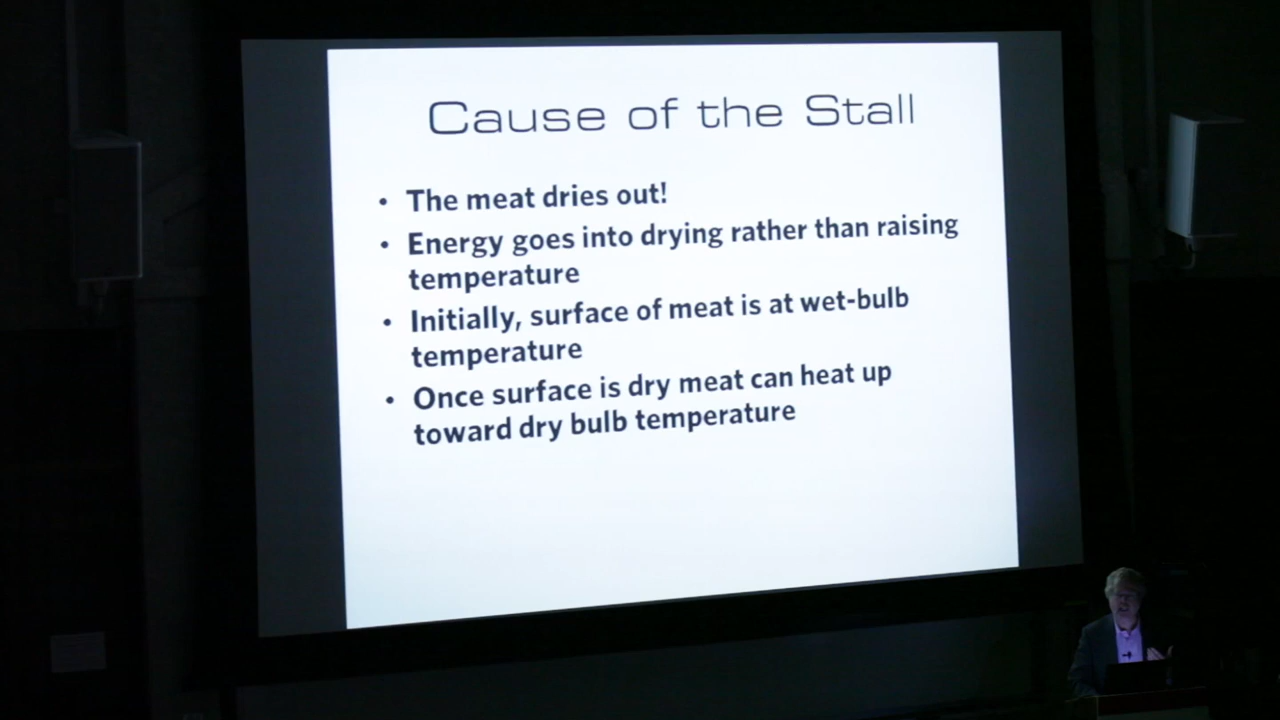 Cause of the Stall
• The meat dries out!
• Energy goes into drying rather than raising
temperature
• Initially, surface of meat is at wet-bulb
temperature
• Once surface is dry meat can heat up
toward dry bulb temperature